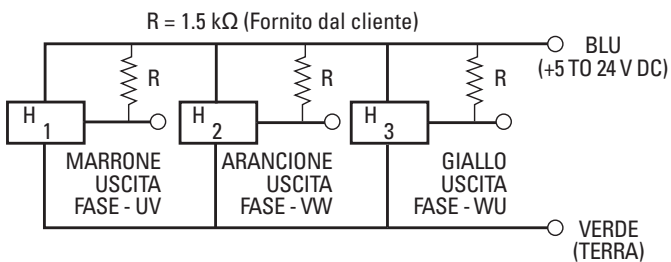 R = 1.5 kΩ (Fornito dal cliente)
BLU
(+5 TO 24 V DC)
R
R
R
H 1
H 2
H 3
MARRONE
USCITA
FASE - UV
ARANCIONE
USCITA
FASE - VW
GIALLO
USCITA
FASE - WU
VERDE
(TERRA)